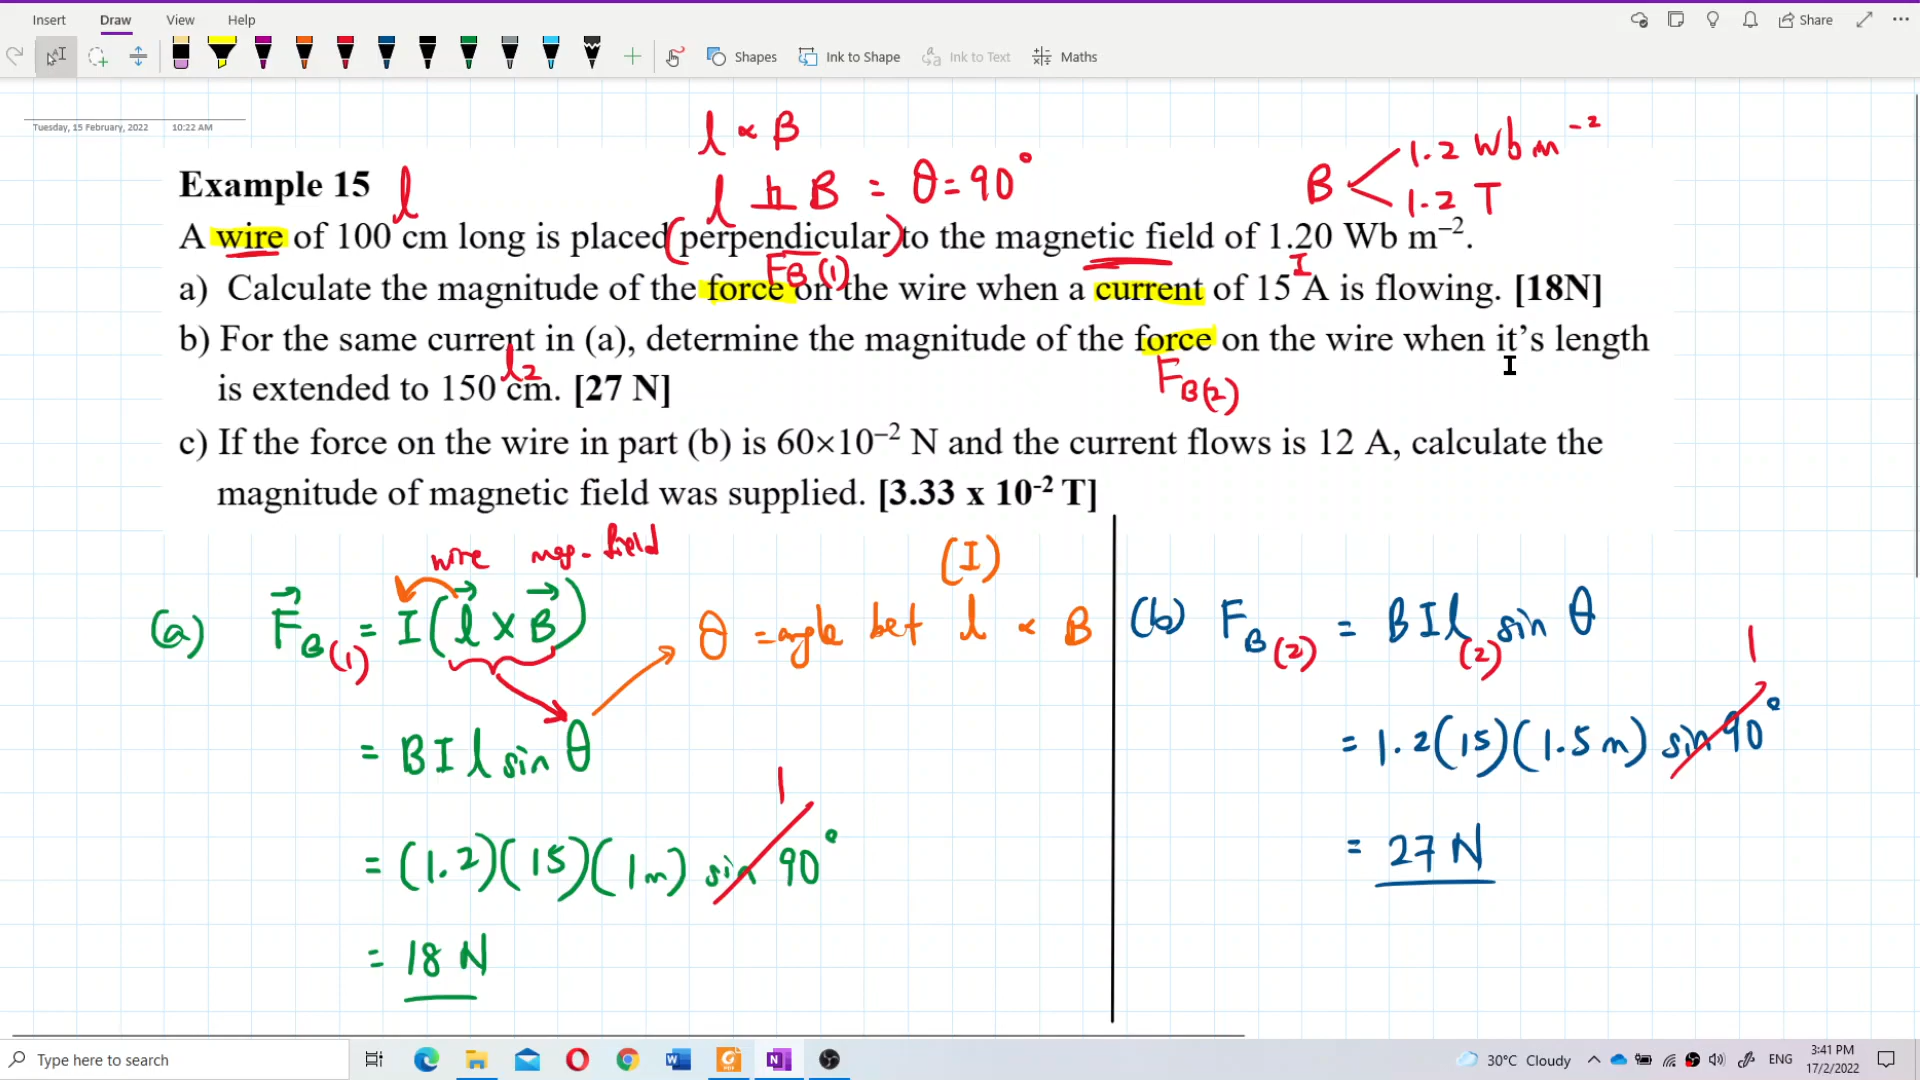 Insert Draw View Help
Share
Shapes Ink to Shape Ink to Text Maths
Tuesday, 15 February, 2022 10:22 AM
l ∝ B
l ⊥ B = θ = 90°
B 1.2 Wb m⁻²
1.2 T
Example 15 l
A wire of 100 cm long is placed (perpendicular) to the magnetic field of 1.20 Wb m⁻².
F_B(1) I
a) Calculate the magnitude of the force on the wire when a current of 15 A is flowing. [18N]
b) For the same current in (a), determine the magnitude of the force on the wire when it's length
l₂ F_B(2)
is extended to 150 cm. [27 N]
c) If the force on the wire in part (b) is 60×10⁻² N and the current flows is 12 A, calculate the
magnitude of magnetic field was supplied. [3.33 x 10⁻² T]
wire mag. field
(I)
(a) F⃗_B(1) = I(l⃗ × B⃗) θ = angle bet l ∝ B
= B I l sin θ
1
= (1.2)(15)(1m) sin 90°
= 18 N
(b) F_B(2) = B I l(2) sin θ
1
= 1.2(15)(1.5 m) sin 90°
= 27 N
Type here to search
30°C Cloudy
ENG
3:41 PM
17/2/2022